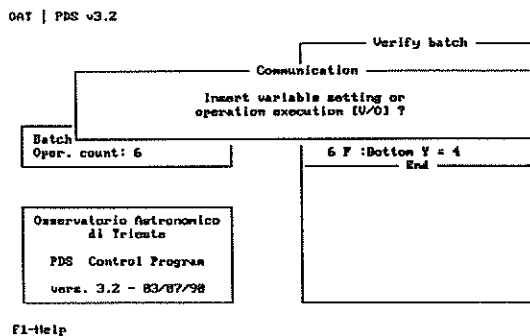 OAT | PDS v3.2
Verify batch
Communication
Insert variable setting or
operation execution [V/O] ?
Batch
Oper. count: 6
6 F :Bottom Y = 4
End
Osservatorio Astronomico
di Trieste
PDS Control Program
vers. 3.2 - 03/07/90
F1-Help